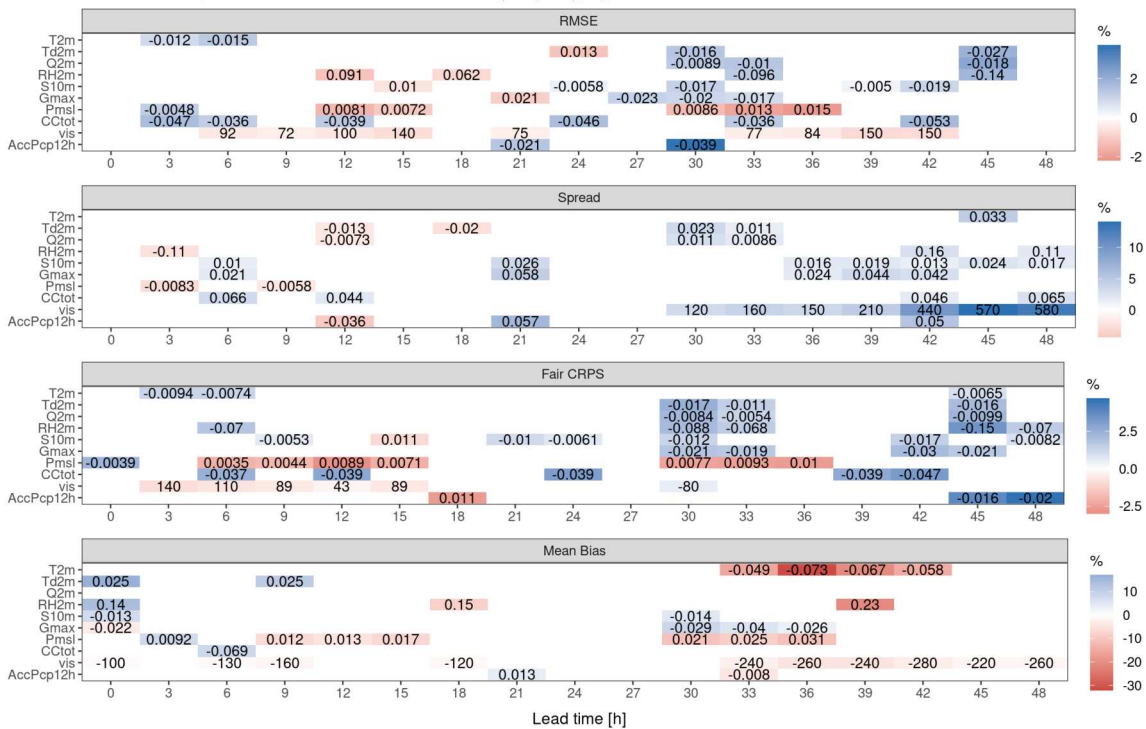 RMSE
T2m -0.012 -0.015
Td2m 0.013 -0.016 -0.027
Q2m -0.0089 -0.01 -0.018
RH2m 0.091 0.062 -0.096 -0.14
S10m 0.01 -0.0058 -0.017 -0.005 -0.019
Gmax 0.021 -0.023 -0.02 -0.017
Pmsl -0.0048 0.0081 0.0072 0.0086 0.013 0.015
CCtot -0.047 -0.036 -0.039 -0.046 -0.036 -0.053
vis 92 72 100 140 75 77 84 150 150
AccPcp12h -0.021 -0.039
0 3 6 9 12 15 18 21 24 27 30 33 36 39 42 45 48
%
2
0
-2
Spread
T2m 0.033
Td2m -0.013 -0.02 0.023 0.011
Q2m -0.0073 0.011 0.0086
RH2m -0.11 0.16 0.11
S10m 0.01 0.026 0.016 0.019 0.013 0.024 0.017
Gmax 0.021 0.058 0.024 0.044 0.042
Pmsl -0.0083 -0.0058
CCtot 0.066 0.044 0.046 0.065
vis 120 160 150 210 440 570 580
AccPcp12h -0.036 0.057 0.05
0 3 6 9 12 15 18 21 24 27 30 33 36 39 42 45 48
%
10
5
0
Fair CRPS
T2m -0.0094 -0.0074 -0.0065
Td2m -0.017 -0.011 -0.016
Q2m -0.0084 -0.0054 -0.0099
RH2m -0.07 -0.088 -0.068 -0.15 -0.07
S10m -0.0053 0.011 -0.01 -0.0061 -0.012 -0.017 -0.0082
Gmax -0.021 -0.019 -0.03 -0.021
Pmsl -0.0039 0.0035 0.0044 0.0089 0.0071 0.0077 0.0093 0.01
CCtot -0.037 -0.039 -0.039 -0.039 -0.047
vis 140 110 89 43 89 -80
AccPcp12h 0.011 -0.016 -0.02
0 3 6 9 12 15 18 21 24 27 30 33 36 39 42 45 48
%
2.5
0.0
-2.5
Mean Bias
T2m -0.049 -0.073 -0.067 -0.058
Td2m 0.025 0.025
Q2m
RH2m 0.14 0.15 0.23
S10m -0.013 -0.014
Gmax -0.022 -0.029 -0.04 -0.026
Pmsl 0.0092 0.012 0.013 0.017 0.021 0.025 0.031
CCtot -0.069
vis -100 -130 -160 -120 -240 -260 -240 -280 -220 -260
AccPcp12h 0.013 -0.008
0 3 6 9 12 15 18 21 24 27 30 33 36 39 42 45 48
%
10
0
-10
-20
-30
Lead time [h]